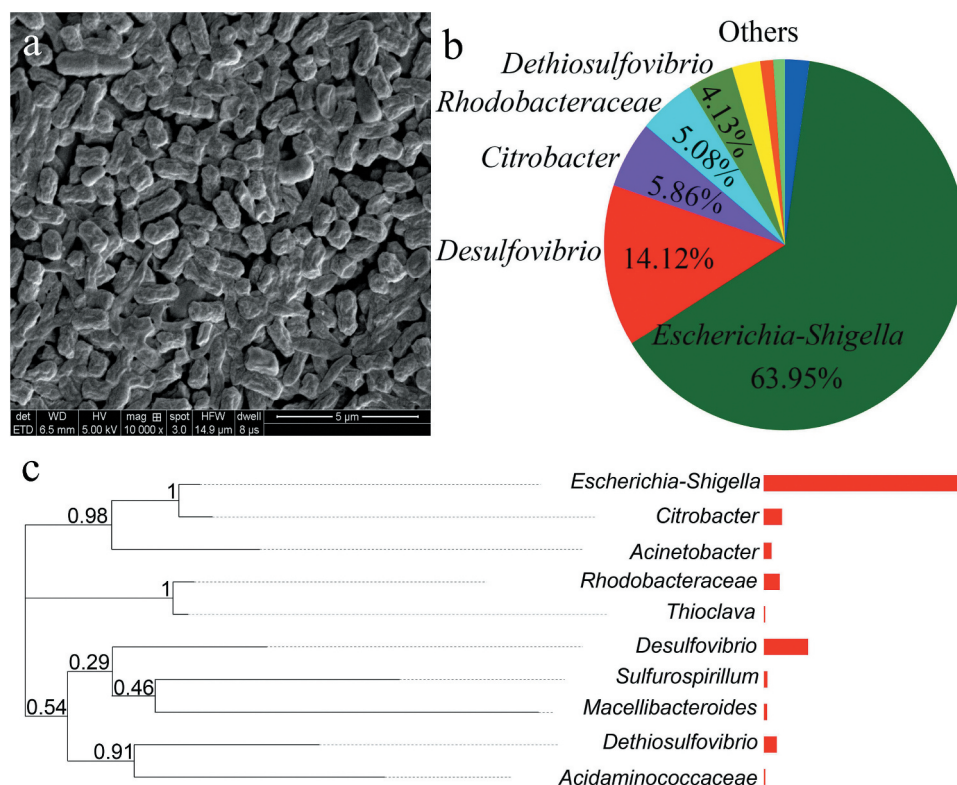 a
det WD HV mag ⊞ spot HFW dwell
ETD 6.5 mm 5.00 kV 10 000 x 3.0 14.9 µm 8 µs
5 µm
b
Others
Dethiosulfovibrio
4.13%
Rhodobacteraceae
5.08%
Citrobacter
5.86%
Desulfovibrio
14.12%
Escherichia-Shigella
63.95%
c
1
Escherichia-Shigella
0.98
Citrobacter
Acinetobacter
1
Rhodobacteraceae
Thioclava
0.29
Desulfovibrio
0.46
Sulfurospirillum
0.54
Macellibacteroides
0.91
Dethiosulfovibrio
Acidaminococcaceae